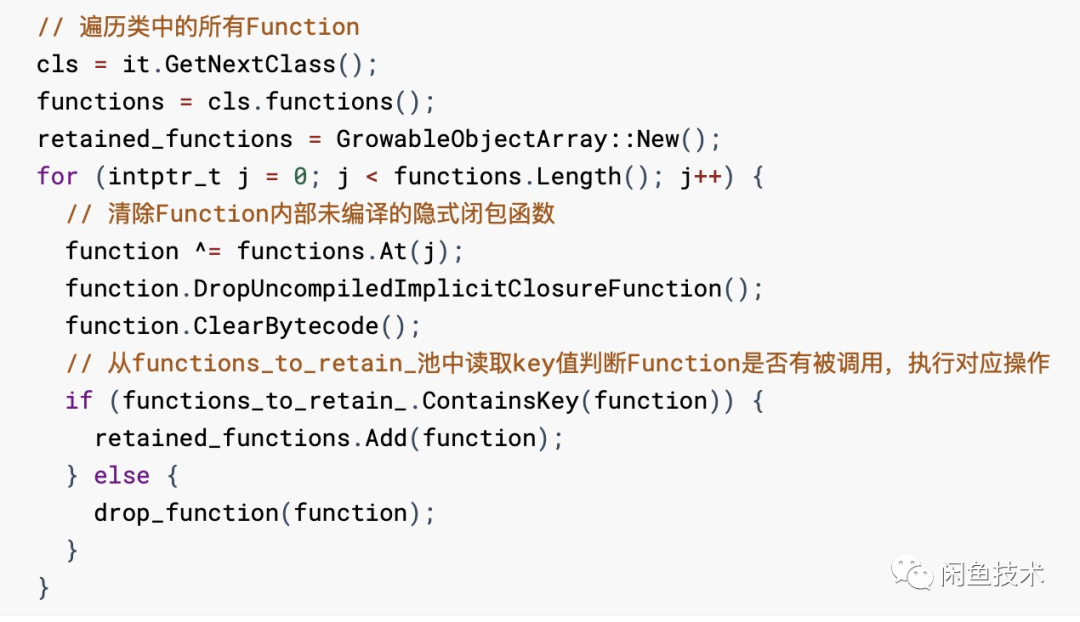 // 遍历类中的所有Function
cls = it.GetNextClass();
functions = cls.functions();
retained_functions = GrowableObjectArray::New();
for (intptr_t j = 0; j < functions.Length(); j++) {
  // 清除Function内部未编译的隐式闭包函数
  function ^= functions.At(j);
  function.DropUncompiledImplicitClosureFunction();
  function.ClearBytecode();
  // 从functions_to_retain_池中读取key值判断Function是否有被调用，执行对应操作
  if (functions_to_retain_.ContainsKey(function)) {
    retained_functions.Add(function);
  } else {
    drop_function(function);
  }
}
闲鱼技术